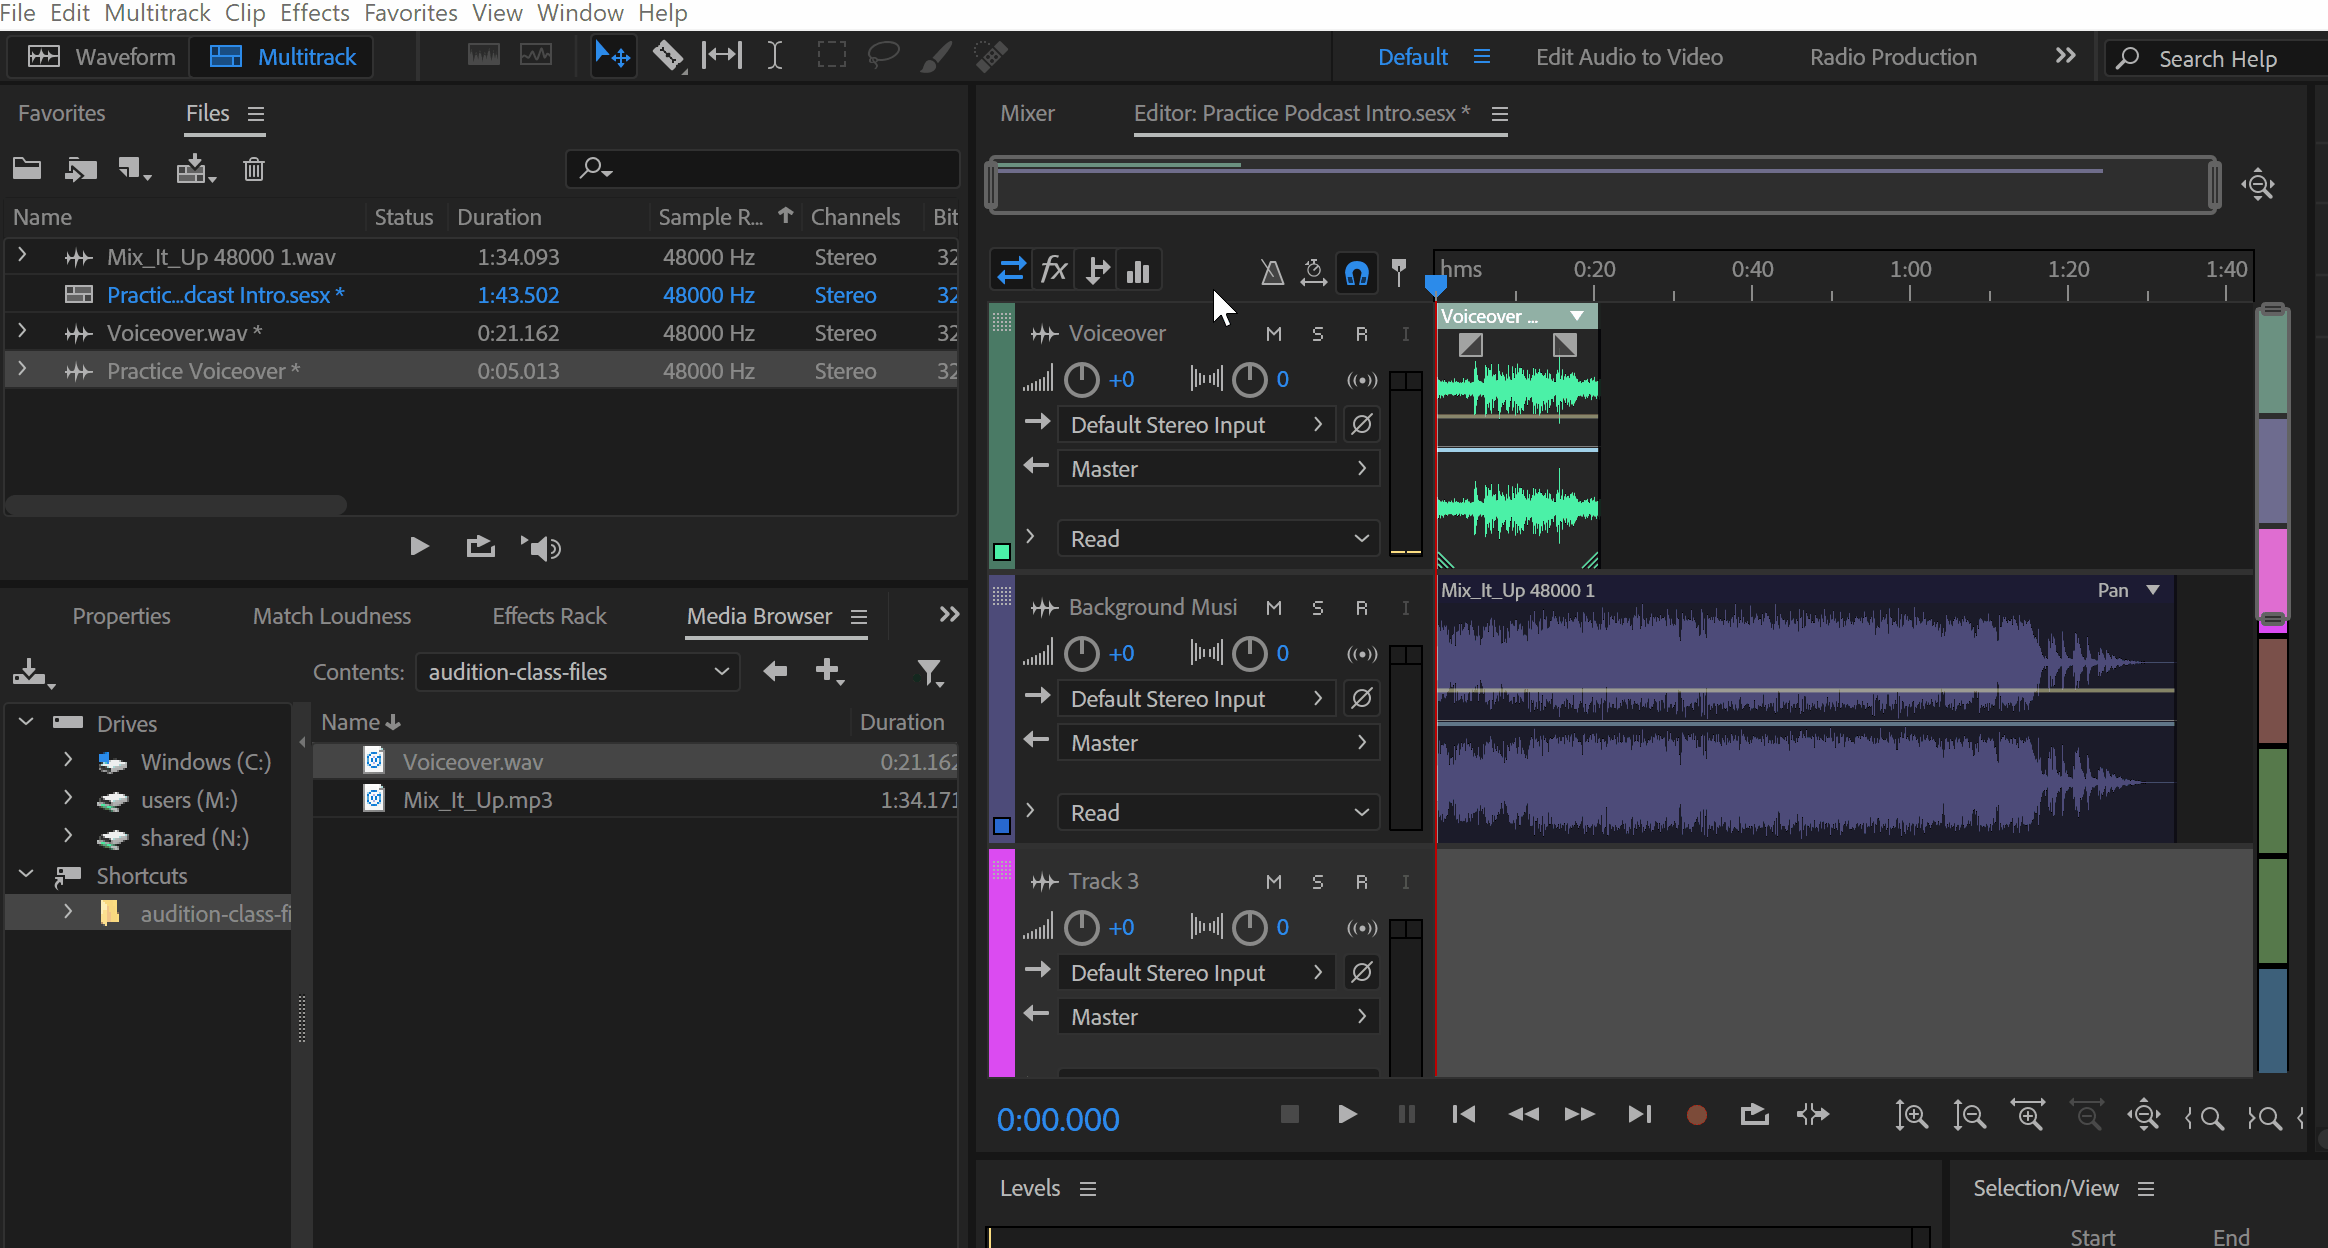 File Edit Multitrack Clip Effects Favorites View Window Help
Waveform Multitrack Default Edit Audio to Video Radio Production Search Help
Favorites Files
Name Status Duration Sample R... Channels Bit
Mix_It_Up 48000 1.wav 1:34.093 48000 Hz Stereo 32
Practic...dcast Intro.sesx * 1:43.502 48000 Hz Stereo 32
Voiceover.wav * 0:21.162 48000 Hz Stereo 32
Practice Voiceover * 0:05.013 48000 Hz Stereo 32
Properties Match Loudness Effects Rack Media Browser
Contents: audition-class-files
Drives
Windows (C:)
users (M:)
shared (N:)
Shortcuts
audition-class-fi
Name Duration
Voiceover.wav 0:21.162
Mix_It_Up.mp3 1:34.171
Mixer Editor: Practice Podcast Intro.sesx *
fx hms 0:20 0:40 1:00 1:20 1:40
Voiceover M S R I
+0 0
Default Stereo Input
Master
Read
Voiceover ...
Background Musi M S R I
+0 0
Default Stereo Input
Master
Read
Mix_It_Up 48000 1 Pan
Track 3 M S R I
+0 0
Default Stereo Input
Master
0:00.000
Levels
Selection/View
Start End